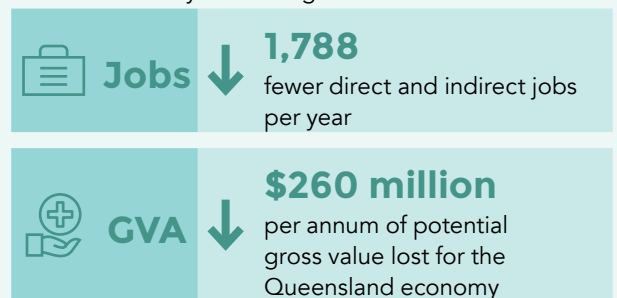 Jobs
1,788
fewer direct and indirect jobs
per year
GVA
$260 million
per annum of potential
gross value lost for the
Queensland economy